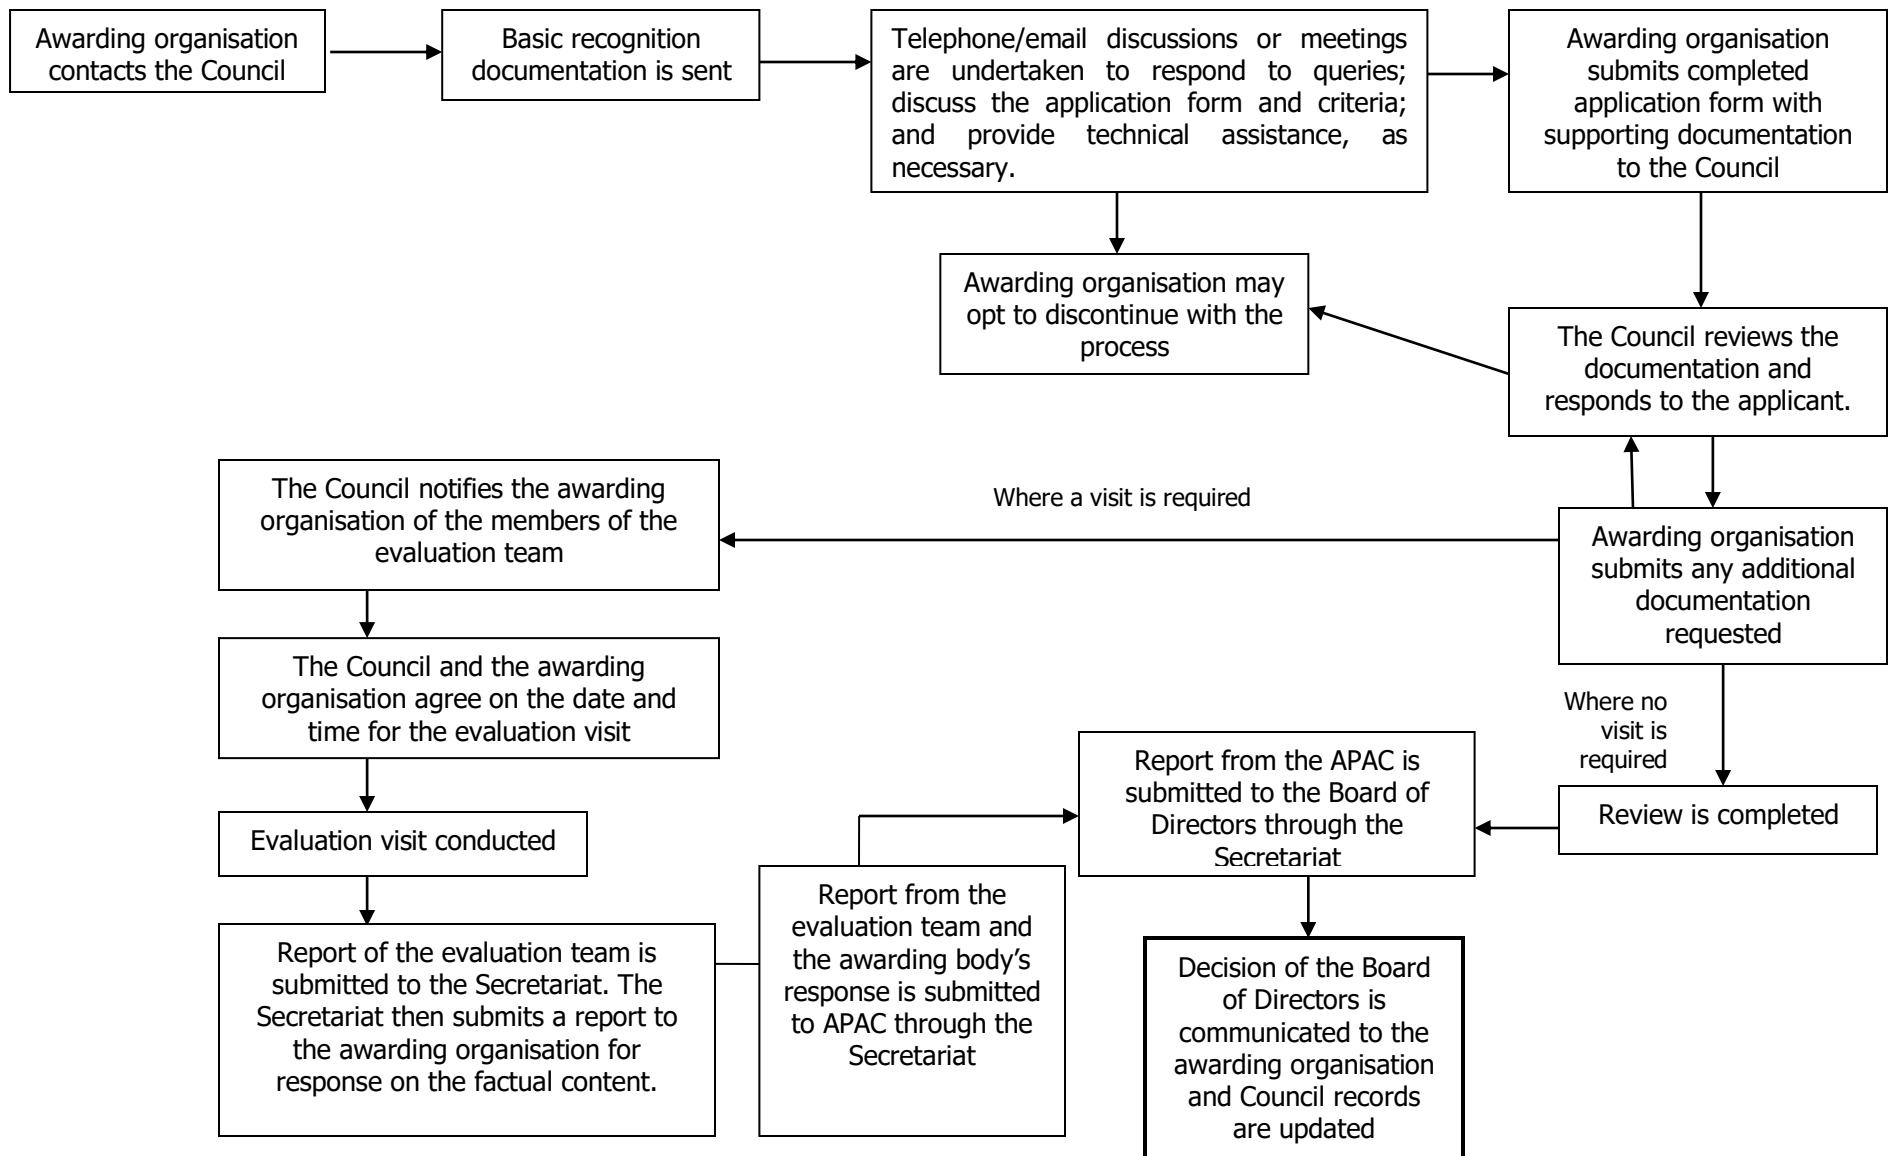 Awarding organisation
contacts the Council
Basic recognition
documentation is sent
Telephone/email discussions or meetings
are undertaken to respond to queries;
discuss the application form and criteria;
and provide technical assistance, as
necessary.
Awarding organisation
submits completed
application form with
supporting documentation
to the Council
Awarding organisation may
opt to discontinue with the
process
The Council reviews the
documentation and
responds to the applicant.
Awarding organisation
submits any additional
documentation
requested
Where a visit is required
The Council notifies the awarding
organisation of the members of the
evaluation team
The Council and the awarding
organisation agree on the date and
time for the evaluation visit
Evaluation visit conducted
Report of the evaluation team is
submitted to the Secretariat. The
Secretariat then submits a report to
the awarding organisation for
response on the factual content.
Report from the
evaluation team and
the awarding body’s
response is submitted
to APAC through the
Secretariat
Where no
visit is
required
Review is completed
Report from the APAC is
submitted to the Board of
Directors through the
Secretariat
Decision of the Board
of Directors is
communicated to the
awarding organisation
and Council records
are updated